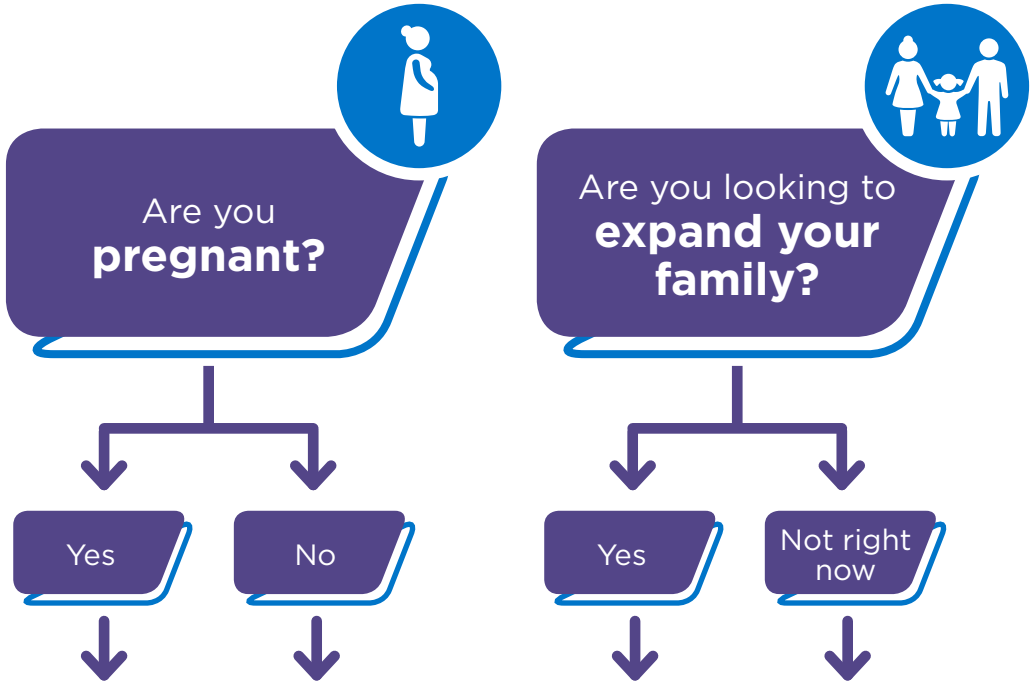 Are you
pregnant?
Are you looking to
expand your
family?
Yes
No
Yes
Not right
now